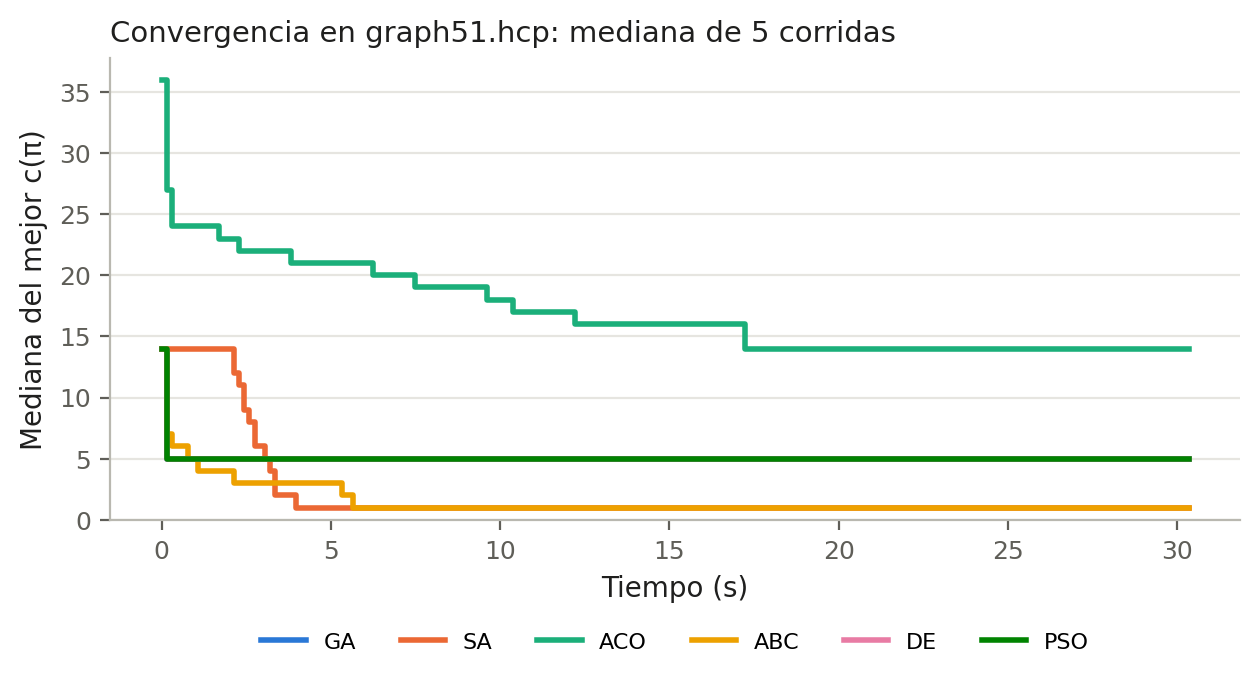 Convergencia en graph51.hcp: mediana de 5 corridas
Mediana del mejor c(π)
35
30
25
20
15
10
5
0
0 5 10 15 20 25 30
Tiempo (s)
GA SA ACO ABC DE PSO